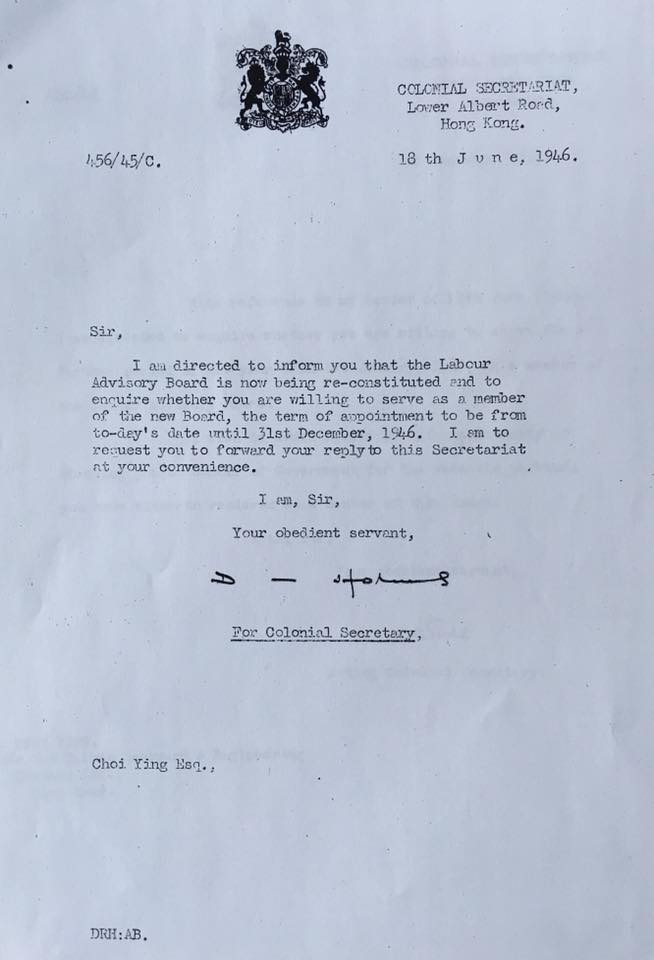 COLONIAL SECRETARIAT,
Lower Albert Road,
Hong Kong.
456/45/C.
18 th June, 1946.
Sir,
I am directed to inform you that the Labour
Advisory Board is now being re-constituted and to
enquire whether you are willing to serve as a member
of the new Board, the term of appointment to be from
to-day's date until 31st December, 1946. I am to
request you to forward your reply to this Secretariat
at your convenience.
I am, Sir,
Your obedient servant,
For Colonial Secretary,
Choi Ying Esq.,
DRH:AB.